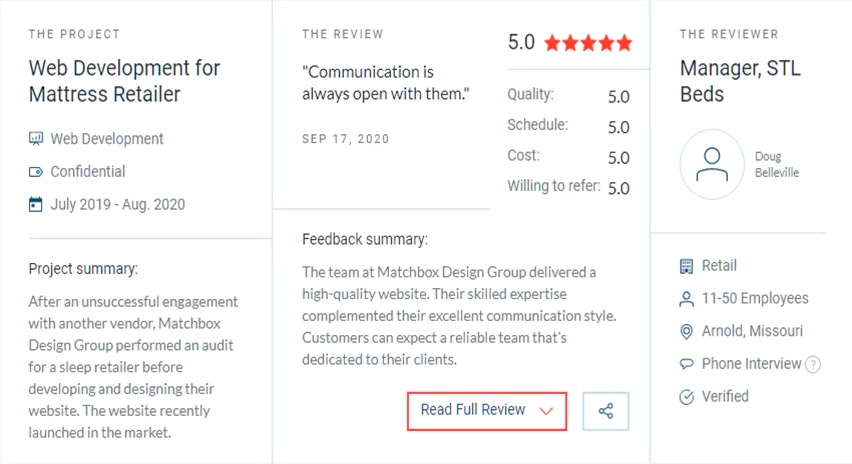 THE PROJECT
Web Development for
Mattress Retailer
Web Development
Confidential
July 2019 - Aug. 2020
Project summary:
After an unsuccessful engagement
with another vendor, Matchbox
Design Group performed an audit
for a sleep retailer before
developing and designing their
website. The website recently
launched in the market.
THE REVIEW
"Communication is
always open with them."
SEP 17, 2020
5.0
Quality: 5.0
Schedule: 5.0
Cost: 5.0
Willing to refer: 5.0
Feedback summary:
The team at Matchbox Design Group delivered a
high-quality website. Their skilled expertise
complemented their excellent communication style.
Customers can expect a reliable team that's
dedicated to their clients.
Read Full Review
THE REVIEWER
Manager, STL
Beds
Doug
Belleville
Retail
11-50 Employees
Arnold, Missouri
Phone Interview ?
Verified